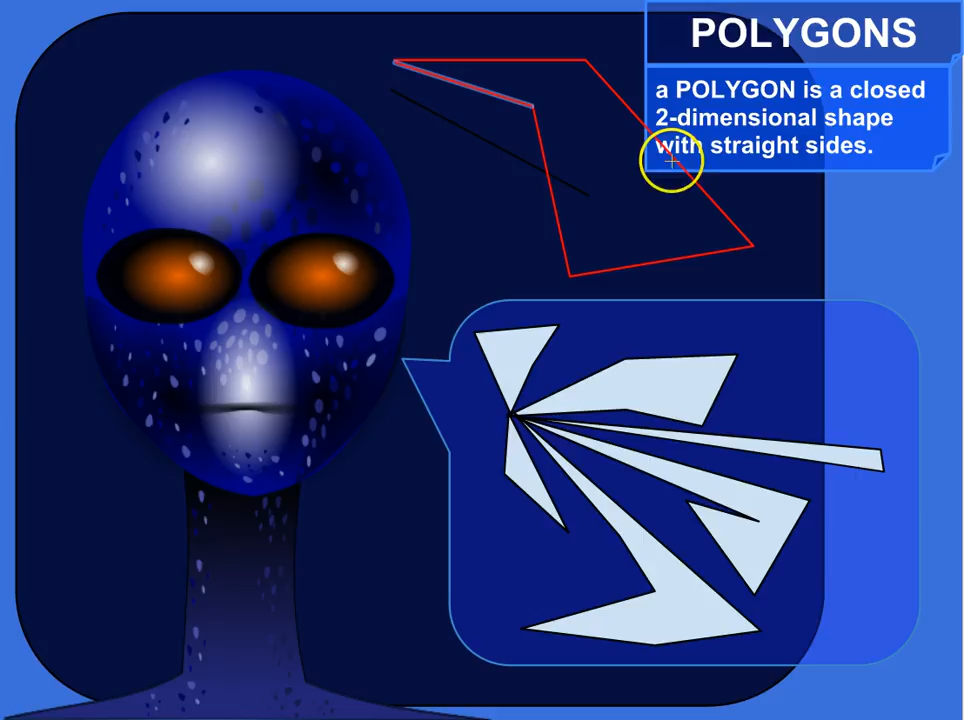 POLYGONS
a POLYGON is a closed
2-dimensional shape
with straight sides.